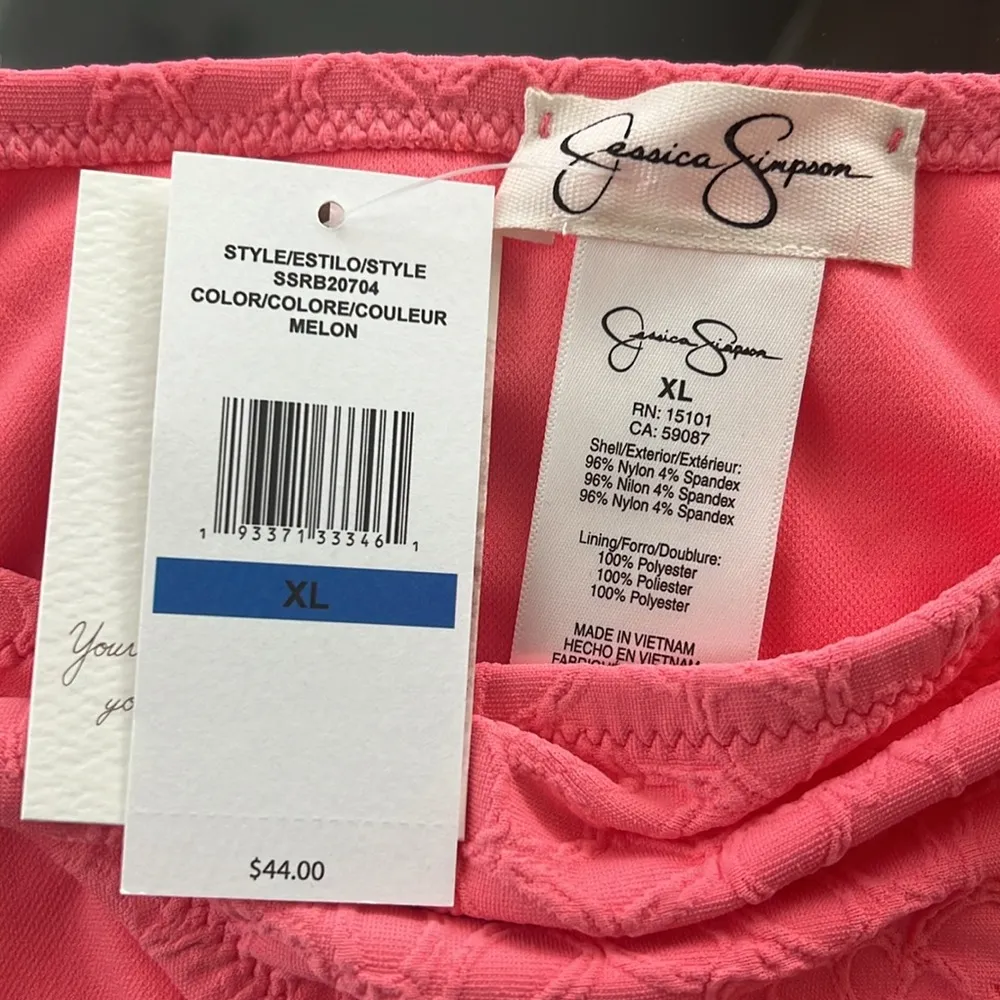 STYLE/ESTILO/STYLE
SSRB20704
COLOR/COLORE/COULEUR
MELON
1 93371 33346 1
XL
$44.00
Your
yo
Jessica Simpson
Jessica Simpson
XL
RN: 15101
CA: 59087
Shell/Exterior/Extérieur:
96% Nylon 4% Spandex
96% Nilon 4% Spandex
96% Nylon 4% Spandex
Lining/Forro/Doublure:
100% Polyester
100% Poliester
100% Polyester
MADE IN VIETNAM
HECHO EN VIETNAM